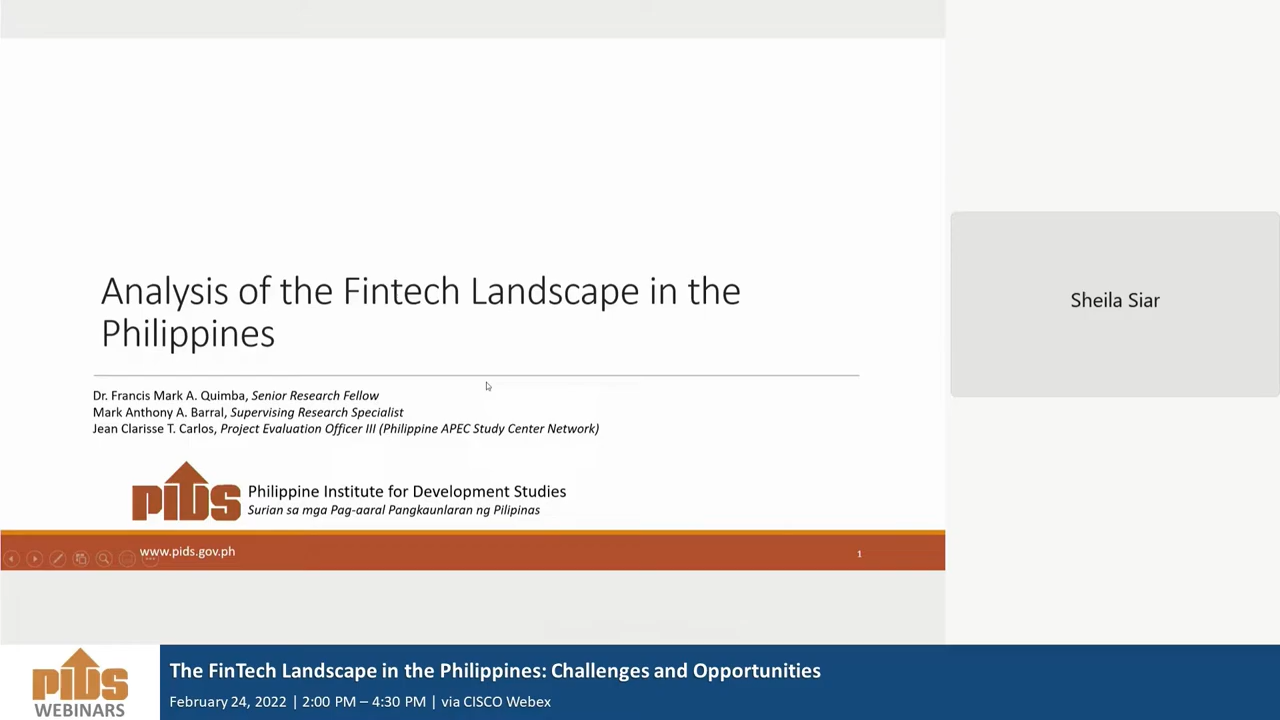 Analysis of the Fintech Landscape in the
Philippines
Dr. Francis Mark A. Quimba, Senior Research Fellow
Mark Anthony A. Barral, Supervising Research Specialist
Jean Clarisse T. Carlos, Project Evaluation Officer III (Philippine APEC Study Center Network)
PIDS
Philippine Institute for Development Studies
Surian sa mga Pag-aaral Pangkaunlaran ng Pilipinas
www.pids.gov.ph
1
Sheila Siar
PIDS
WEBINARS
The FinTech Landscape in the Philippines: Challenges and Opportunities
February 24, 2022 | 2:00 PM – 4:30 PM | via CISCO Webex